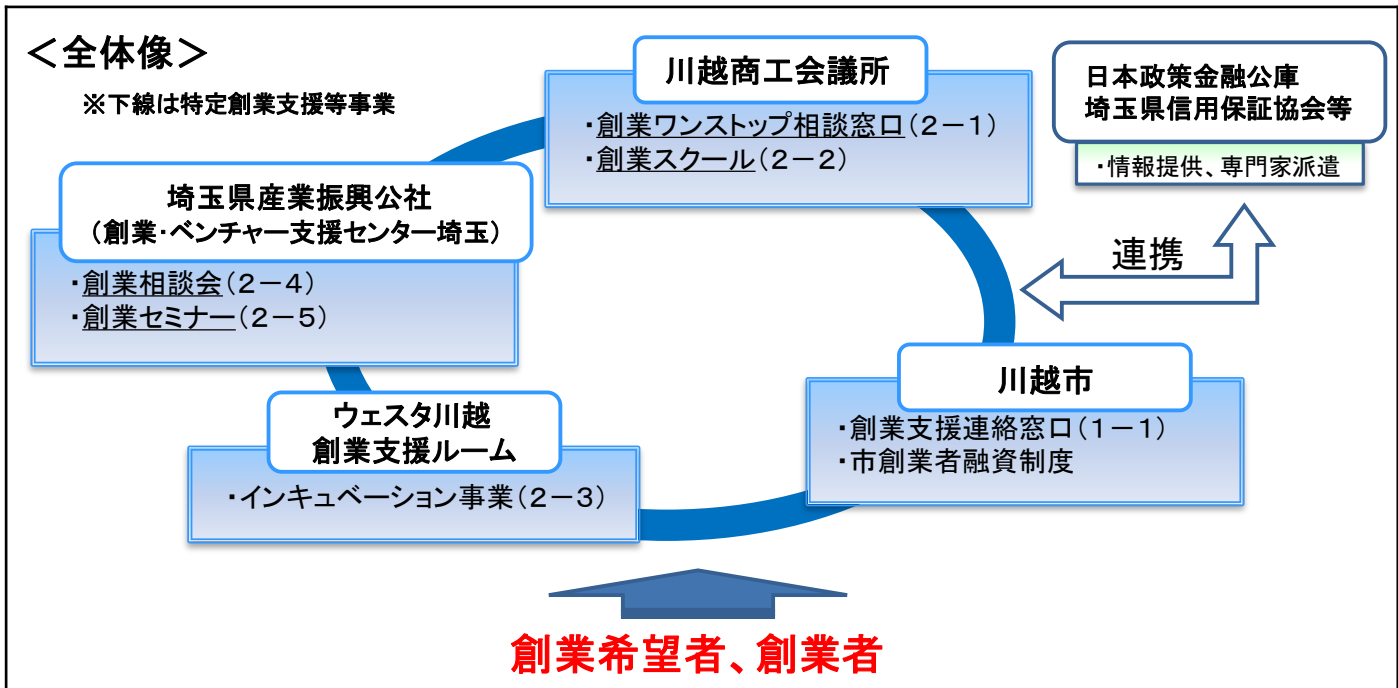 ＜全体像＞
※下線は特定創業支援等事業
川越商工会議所
・創業ワンストップ相談窓口（２－１）
・創業スクール（２－２）
日本政策金融公庫
埼玉県信用保証協会等
・情報提供、専門家派遣
埼玉県産業振興公社
（創業・ベンチャー支援センター埼玉）
・創業相談会（２－４）
・創業セミナー（２－５）
連携
川越市
・創業支援連絡窓口（１－１）
・市創業者融資制度
ウェスタ川越
創業支援ルーム
・インキュベーション事業（２－３）
創業希望者、創業者